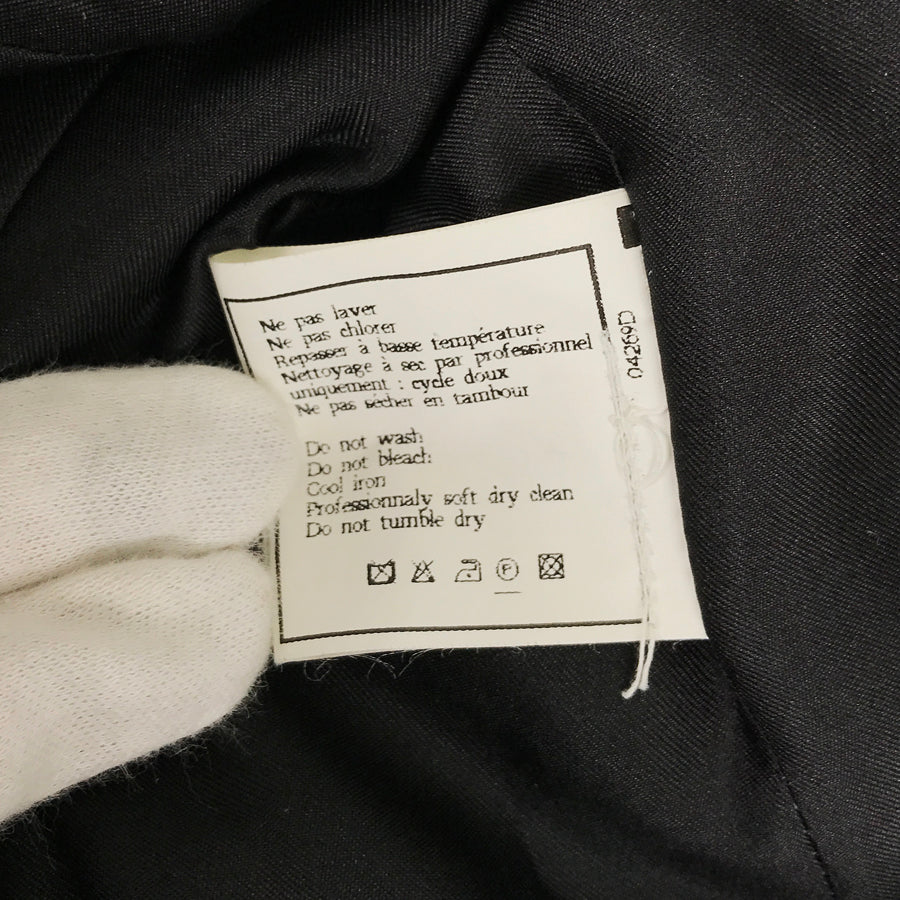 Ne pas laver
Ne pas chlorer
Repasser à basse température
Nettoyage à sec par professionnel
uniquement : cycle doux
Ne pas sécher en tambour
Do not wash
Do not bleach
Cool iron
Professionnaly soft dry clean
Do not tumble dry
F
04269D